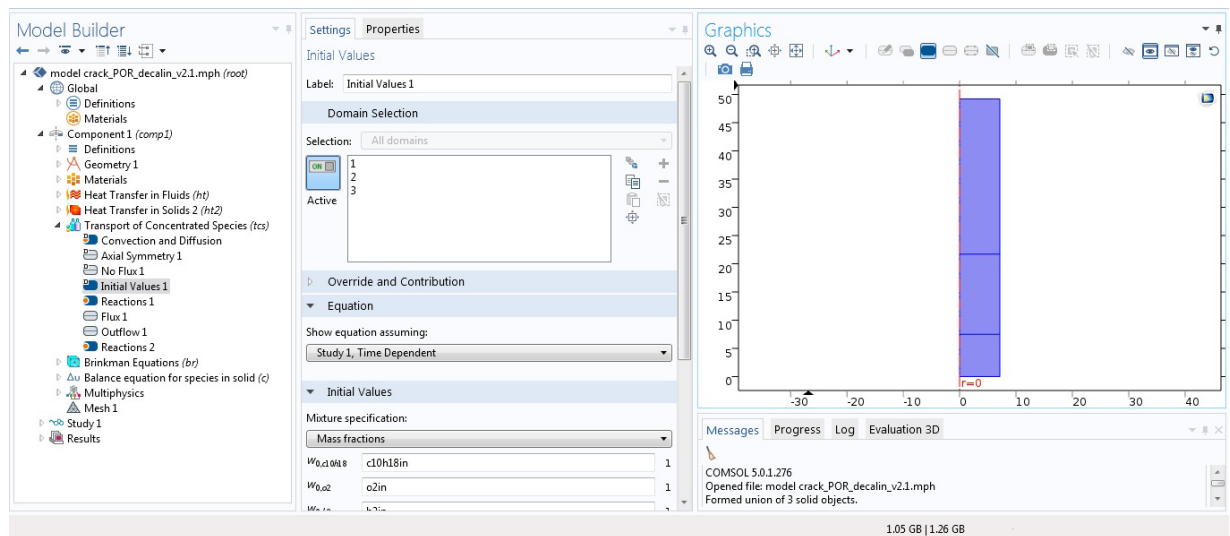 Model Builder
model crack_POR_decalin_v2.1.mph (root)
Global
Definitions
Materials
Component 1 (comp1)
Definitions
Geometry 1
Materials
Heat Transfer in Fluids (ht)
Heat Transfer in Solids 2 (ht2)
Transport of Concentrated Species (tcs)
Convection and Diffusion
Axial Symmetry 1
No Flux 1
Initial Values 1
Reactions 1
Flux 1
Outflow 1
Reactions 2
Brinkman Equations (br)
Δu Balance equation for species in solid (c)
Multiphysics
Mesh 1
Study 1
Results
Settings Properties
Initial Values
Label: Initial Values 1
Domain Selection
Selection: All domains
ON
1
2
3
Active
Override and Contribution
Equation
Show equation assuming:
Study 1, Time Dependent
Initial Values
Mixture specification:
Mass fractions
w0,c10h18 c10h18in 1
w0,o2 o2in 1
Graphics
50
45
40
35
30
25
20
15
10
5
0
r=0
-30 -20 -10 0 10 20 30 40
Messages Progress Log Evaluation 3D
COMSOL 5.0.1.276
Opened file: model crack_POR_decalin_v2.1.mph
Formed union of 3 solid objects.
1.05 GB | 1.26 GB